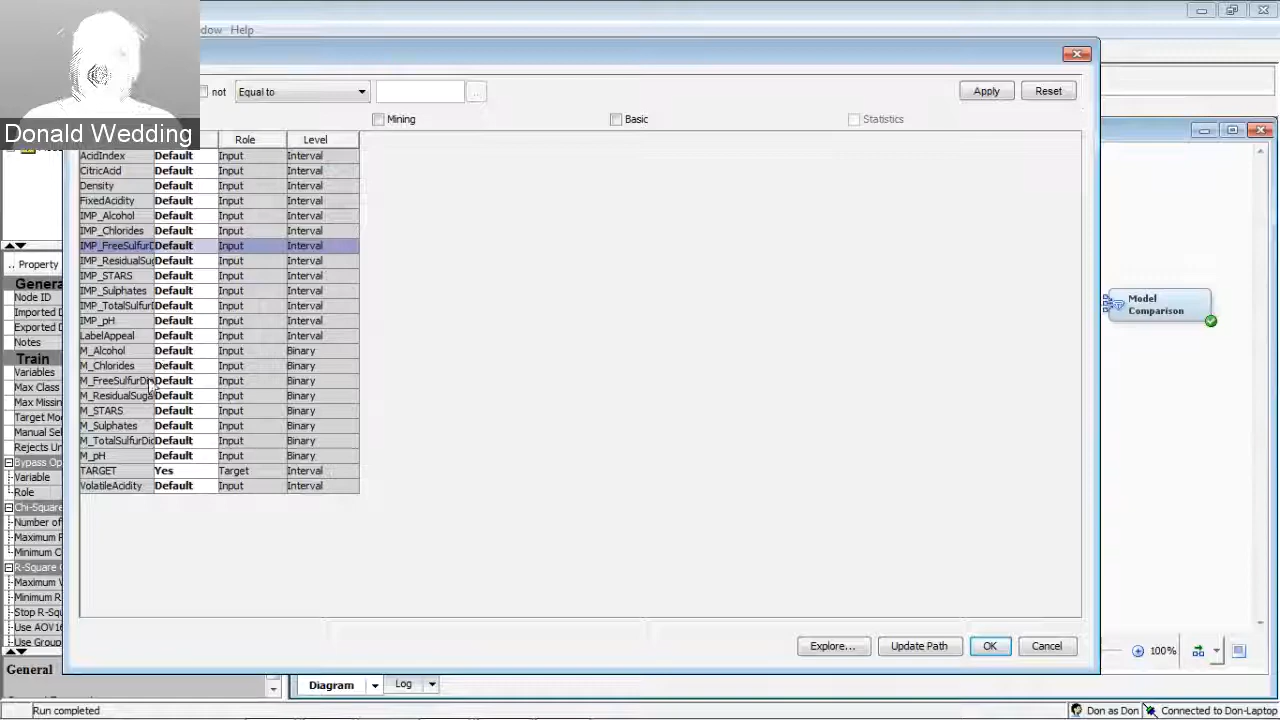 dow Help
not Equal to .. Apply Reset
Mining Basic Statistics
Donald Wedding
Role Level
AcidIndex Default Input Interval
CitricAcid Default Input Interval
Density Default Input Interval
FixedAcidity Default Input Interval
IMP_Alcohol Default Input Interval
IMP_Chlorides Default Input Interval
IMP_FreeSulfurD Default Input Interval
IMP_ResidualSug Default Input Interval
IMP_STARS Default Input Interval
IMP_Sulphates Default Input Interval
IMP_TotalSulfurD Default Input Interval
IMP_pH Default Input Interval
LabelAppeal Default Input Interval
M_Alcohol Default Input Binary
M_Chlorides Default Input Binary
M_FreeSulfurDi Default Input Binary
M_ResidualSuga Default Input Binary
M_STARS Default Input Binary
M_Sulphates Default Input Binary
M_TotalSulfurDio Default Input Binary
M_pH Default Input Binary
TARGET Yes Target Interval
VolatileAcidity Default Input Interval
.. Property
Genera
Node ID
Imported D
Exported D
Notes
Train
Variables
Max Class
Max Missin
Target Mo
Manual Sel
Rejects Un
Bypass Op
Variable
Role
Chi-Square
Number of
Maximum P
Minimum C
R-Square C
Maximum V
Minimum R
Stop R-Squ
Use AOV16
Use Group
General
Model
Comparison
Explore... Update Path OK Cancel
100%
Diagram Log
Run completed
Don as Don Connected to Don-Laptop